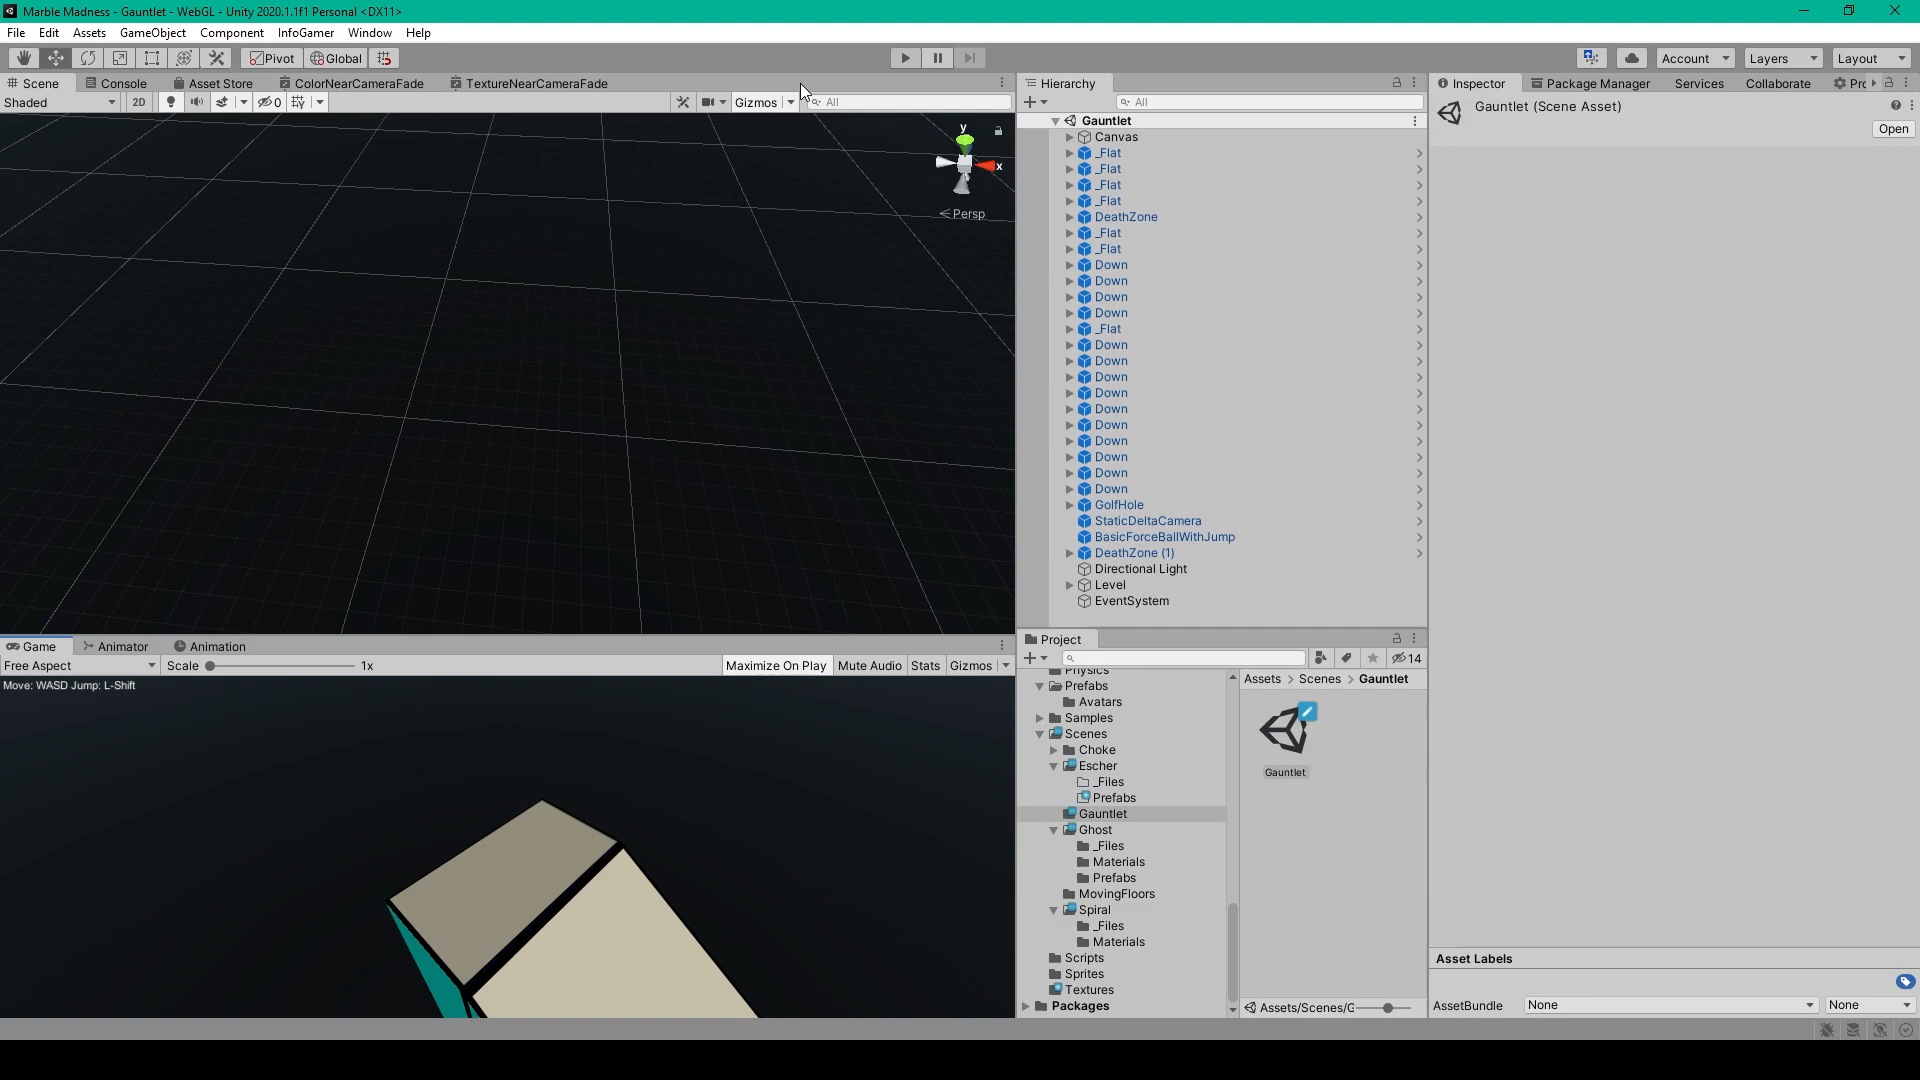 Marble Madness - Gauntlet - WebGL - Unity 2020.1.1f1 Personal <DX11>
File Edit Assets GameObject Component InfoGamer Window Help
Pivot Global Account Layers Layout
Scene Console Asset Store ColorNearCameraFade TextureNearCameraFade
Shaded 2D 0 Gizmos All
y
x
Persp
Game Animator Animation
Free Aspect Scale 1x Maximize On Play Mute Audio Stats Gizmos
Move: WASD Jump: L-Shift
Hierarchy
All
Gauntlet
Canvas
_Flat
_Flat
_Flat
_Flat
DeathZone
_Flat
_Flat
Down
Down
Down
Down
_Flat
Down
Down
Down
Down
Down
Down
Down
Down
Down
Down
GolfHole
StaticDeltaCamera
BasicForceBallWithJump
DeathZone (1)
Directional Light
Level
EventSystem
Project
14
Physics
Prefabs
Avatars
Samples
Scenes
Choke
Escher
_Files
Prefabs
Gauntlet
Ghost
_Files
Materials
Prefabs
MovingFloors
Spiral
_Files
Materials
Scripts
Sprites
Textures
Packages
Assets > Scenes > Gauntlet
Gauntlet
Assets/Scenes/G
Inspector Package Manager Services Collaborate Prc
Gauntlet (Scene Asset)
Open
Asset Labels
AssetBundle None None